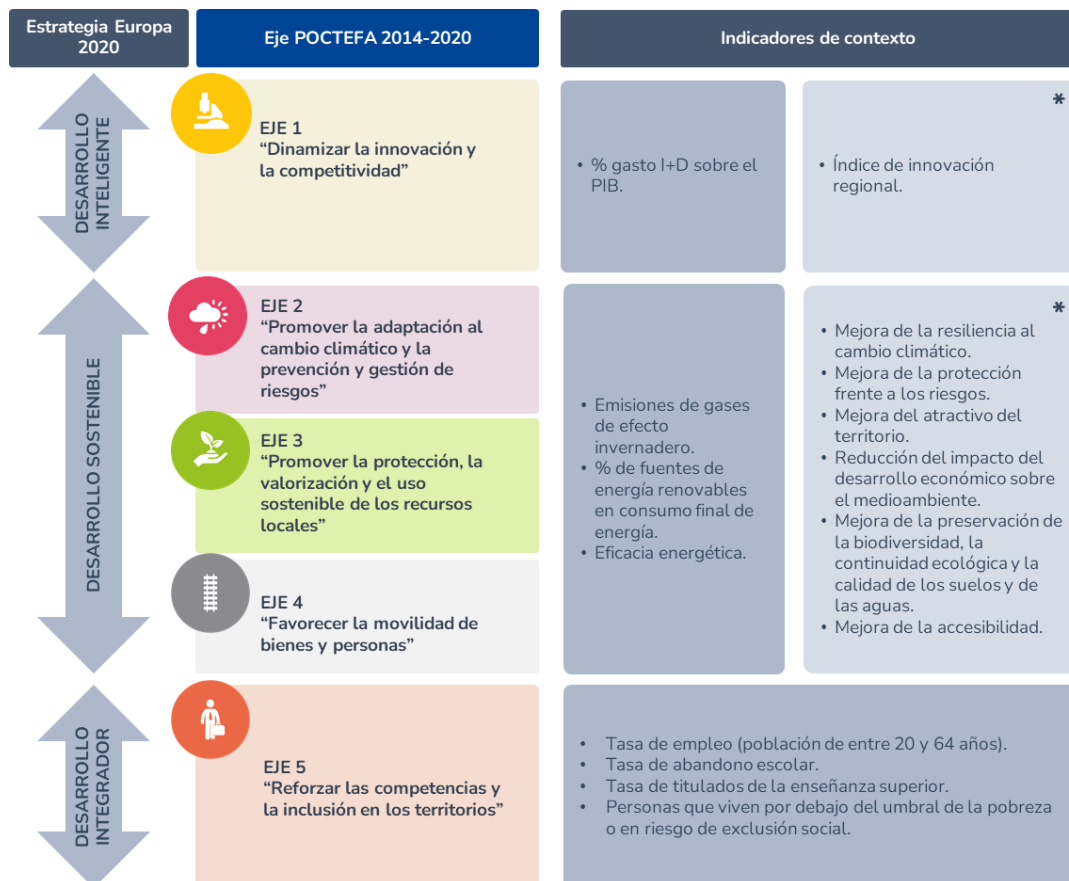 Estrategia Europa
2020
Eje POCTEFA 2014-2020
Indicadores de contexto
DESARROLLO
INTELIGENTE
EJE 1
“Dinamizar la innovación y
la competitividad”
• % gasto I+D sobre el
PIB.
*
• Índice de innovación
regional.
DESARROLLO SOSTENIBLE
EJE 2
“Promover la adaptación al
cambio climático y la
prevención y gestión de
riesgos”
EJE 3
“Promover la protección, la
valorización y el uso
sostenible de los recursos
locales”
EJE 4
“Favorecer la movilidad de
bienes y personas”
• Emisiones de gases
de efecto
invernadero.
• % de fuentes de
energía renovables
en consumo final de
energía.
• Eficacia energética.
*
• Mejora de la resiliencia al
cambio climático.
• Mejora de la protección
frente a los riesgos.
• Mejora del atractivo del
territorio.
• Reducción del impacto del
desarrollo económico sobre
el medioambiente.
• Mejora de la preservación de
la biodiversidad, la
continuidad ecológica y la
calidad de los suelos y de
las aguas.
• Mejora de la accesibilidad.
DESARROLLO
INTEGRADOR
EJE 5
“Reforzar las competencias y
la inclusión en los territorios”
• Tasa de empleo (población de entre 20 y 64 años).
• Tasa de abandono escolar.
• Tasa de titulados de la enseñanza superior.
• Personas que viven por debajo del umbral de la pobreza
o en riesgo de exclusión social.